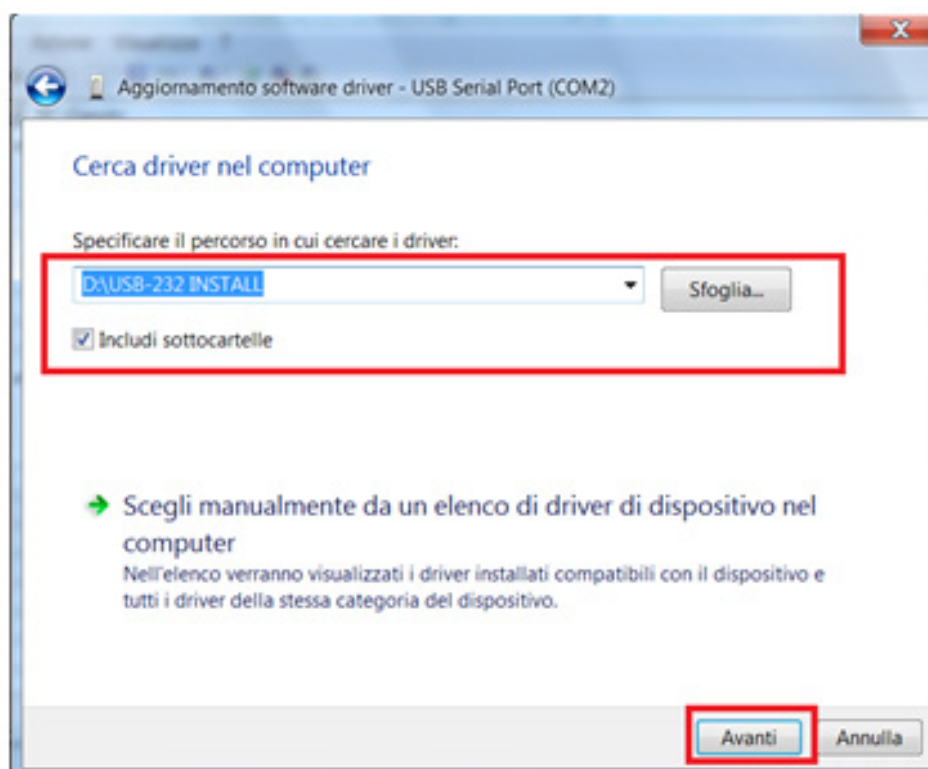 Azione Visualizza ?
Aggiornamento software driver - USB Serial Port (COM2)
Cerca driver nel computer
Specificare il percorso in cui cercare i driver:
D:\USB-232 INSTALL
Sfoglia...
Includi sottocartelle
Scegli manualmente da un elenco di driver di dispositivo nel
computer
Nell'elenco verranno visualizzati i driver installati compatibili con il dispositivo e
tutti i driver della stessa categoria del dispositivo.
Avanti
Annulla